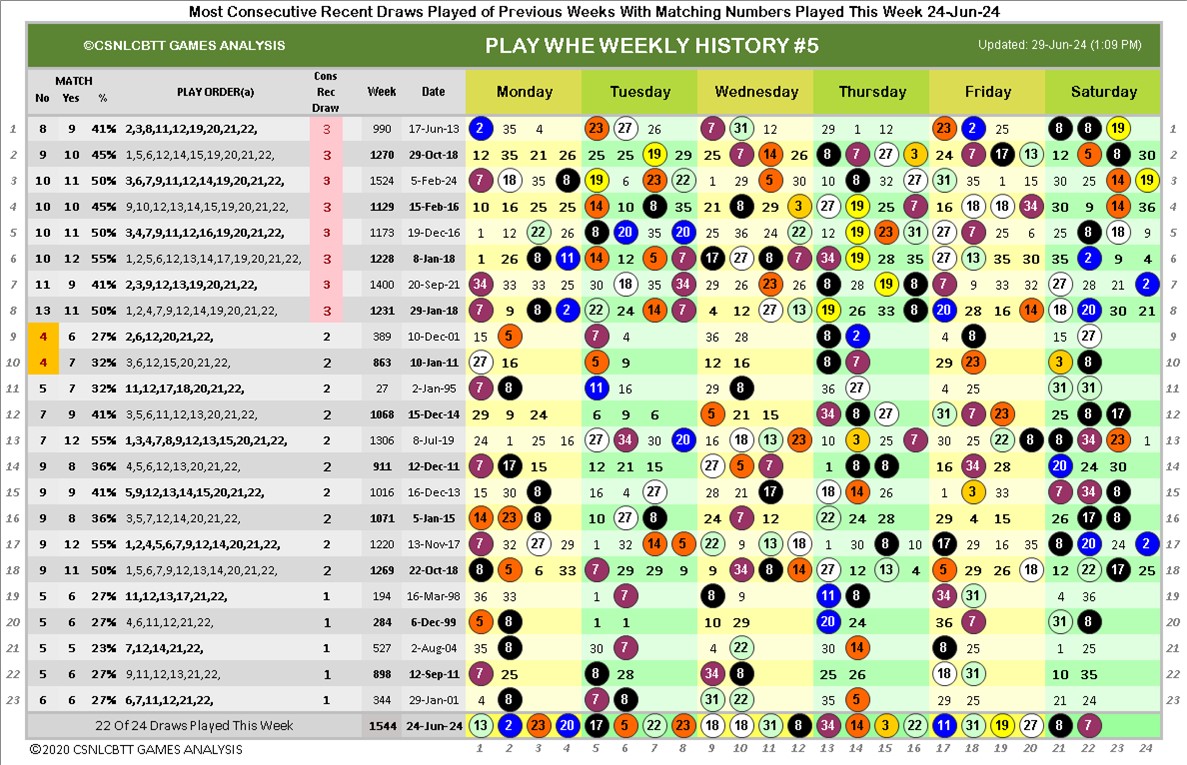 Most Consecutive Recent Draws Played of Previous Weeks With Matching Numbers Played This Week 24-Jun-24
©CSNLCBTT GAMES ANALYSIS PLAY WHE WEEKLY HISTORY #5 Updated: 29-Jun-24 (1:09 PM)
MATCH
No Yes % PLAY ORDER(a) Cons Rec Draw Week Date Monday Tuesday Wednesday Thursday Friday Saturday
1 8 9 41% 2,3,8,11,12,19,20,21,22, 3 990 17-Jun-13 2 35 4 23 27 26 7 31 12 29 1 12 23 2 25 8 8 19 1
2 10 45% 1,5,6,12,14,15,19,20,21,22, 3 1270 29-Oct-18 12 35 21 26 25 25 19 29 25 7 14 26 8 7 27 3 24 7 17 13 12 5 8 30 2
3 10 11 50% 3,6,7,9,11,12,14,19,20,21,22, 3 1524 5-Feb-24 7 18 35 8 19 6 23 22 1 29 5 30 10 8 32 27 31 35 1 15 30 25 14 19 3
4 10 10 45% 9,10,12,13,14,15,19,20,21,22, 3 1129 15-Feb-16 10 16 25 25 14 10 8 35 21 8 29 3 27 19 25 7 16 18 18 34 30 9 14 36 4
5 10 11 50% 3,4,7,9,11,12,16,19,20,21,22, 3 1173 19-Dec-16 1 12 22 26 8 20 35 20 25 36 24 22 12 19 23 31 27 7 25 6 25 8 18 9 5
6 10 12 55% 1,2,5,6,12,13,14,17,19,20,21,22, 3 1228 8-Jan-18 1 26 8 11 14 12 5 7 17 27 8 7 34 19 28 35 27 13 35 30 35 2 9 4 6
7 11 41% 2,3,9,12,13,19,20,21,22, 3 1400 20-Sep-21 34 33 33 25 30 18 35 34 29 26 23 26 8 28 19 8 7 9 33 32 27 28 21 2 7
8 13 11 50% 1,2,4,7,9,12,14,19,20,21,22, 3 1231 29-Jan-18 7 9 8 2 22 24 14 7 4 12 27 13 19 26 33 8 20 28 16 14 18 20 30 21 8
9 4 6 27% 2,6,12,20,21,22, 2 389 10-Dec-01 15 5 7 4 36 28 8 2 4 8 15 27 9
10 4 7 32% 3,6,12,15,20,21,22, 2 863 10-Jan-11 27 16 5 9 12 16 8 7 29 23 3 8 10
11 5 7 32% 11,12,17,18,20,21,22, 2 27 2-Jan-95 7 8 11 16 29 8 36 27 4 25 31 31 11
12 7 9 41% 3,5,6,11,12,13,20,21,22, 2 1068 15-Dec-14 29 9 24 6 9 6 5 21 15 34 8 27 31 7 23 25 8 17 12
13 7 12 55% 1,3,4,7,8,9,12,13,15,20,21,22, 2 1306 8-Jul-19 24 1 25 16 27 34 30 20 16 18 13 23 10 3 25 7 30 25 22 8 8 34 23 1 13
14 9 8 36% 4,5,6,12,13,20,21,22, 2 911 12-Dec-11 7 17 15 12 21 15 27 5 7 1 8 8 16 34 28 20 24 30 14
15 9 41% 5,9,12,13,14,15,20,21,22, 2 1016 16-Dec-13 15 30 8 16 4 27 28 21 17 18 14 26 1 3 33 7 34 8 15
16 9 36% 3,5,7,12,14,20,21,22, 2 1071 5-Jan-15 14 23 8 10 27 8 24 7 12 22 24 28 29 4 15 26 17 8 16
17 9 12 55% 1,2,4,5,6,7,9,12,14,20,21,22, 2 1220 13-Nov-17 7 32 27 29 1 32 14 5 22 9 13 18 1 30 8 10 17 29 16 31 8 20 24 2 17
18 9 11 50% 1,5,6,7,9,12,13,14,20,21,22, 2 1269 22-Oct-18 8 5 6 33 7 29 29 9 9 34 8 14 27 12 13 4 5 29 26 18 12 22 17 25 18
19 5 6 27% 11,12,13,17,21,22, 1 194 16-Mar-98 36 33 1 7 8 9 11 8 34 31 4 36 19
20 5 6 27% 4,6,11,12,21,22, 1 284 6-Dec-99 5 8 1 1 10 29 20 24 36 7 31 8 20
21 5 5 23% 7,12,14,21,22, 1 527 2-Aug-04 35 8 30 7 4 22 30 14 8 25 1 25 21
22 5 6 27% 9,11,12,13,21,22, 1 898 12-Sep-11 7 25 8 28 34 8 25 26 18 31 10 35 22
23 6 6 27% 6,7,11,12,21,22, 1 344 29-Jan-01 4 8 7 8 31 22 35 5 29 25 21 24 23
22 Of 24 Draws Played This Week 1544 24-Jun-24 13 2 23 20 17 5 22 23 18 18 31 8 34 14 3 22 11 31 19 27 8 7
©2020 CSNLCBTT GAMES ANALYSIS 1 2 3 4 5 6 7 8 9 10 11 12 13 14 15 16 17 18 19 20 21 22 23 24